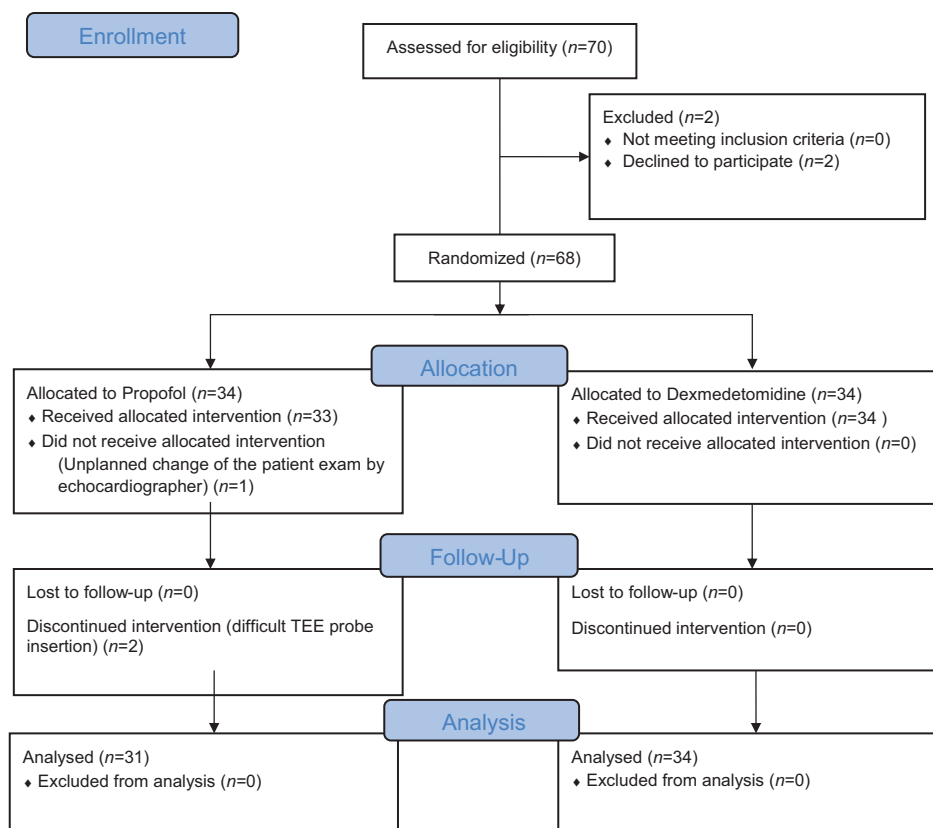 Enrollment
Assessed for eligibility (n=70)
Excluded (n=2)
♦ Not meeting inclusion criteria (n=0)
♦ Declined to participate (n=2)
Randomized (n=68)
Allocation
Allocated to Propofol (n=34)
♦ Received allocated intervention (n=33)
♦ Did not receive allocated intervention
(Unplanned change of the patient exam by
echocardiographer) (n=1)
Allocated to Dexmedetomidine (n=34)
♦ Received allocated intervention (n=34 )
♦ Did not receive allocated intervention (n=0)
Follow-Up
Lost to follow-up (n=0)
Discontinued intervention (difficult TEE probe
insertion) (n=2)
Lost to follow-up (n=0)
Discontinued intervention (n=0)
Analysis
Analysed (n=31)
♦ Excluded from analysis (n=0)
Analysed (n=34)
♦ Excluded from analysis (n=0)